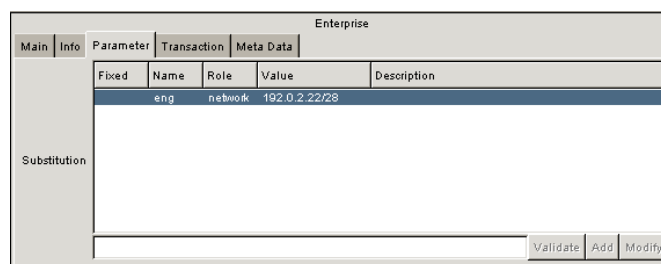 Enterprise
Main Info Parameter Transaction Meta Data
Fixed Name Role Value Description
eng network 192.0.2.22/28
Substitution
Validate Add Modify